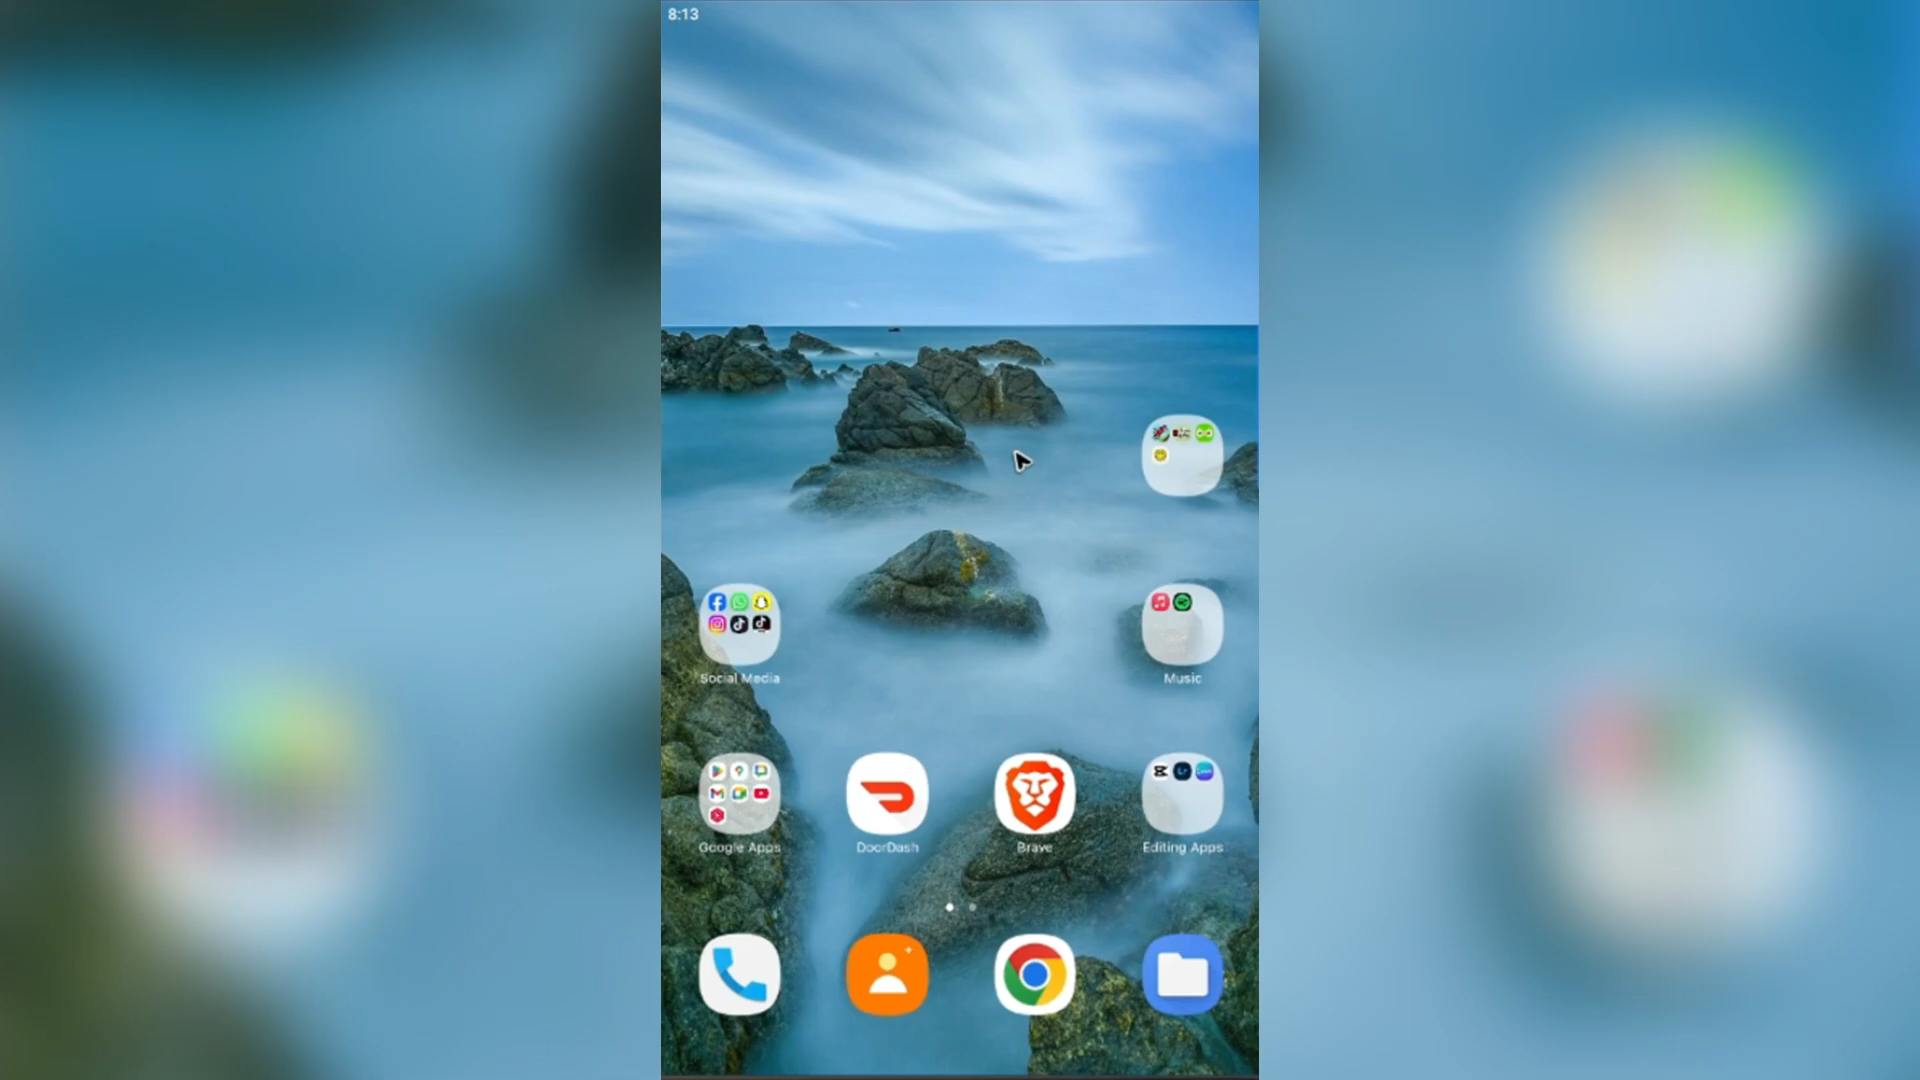 8:13
Social Media
Music
Google Apps
DoorDash
Brave
Editing Apps